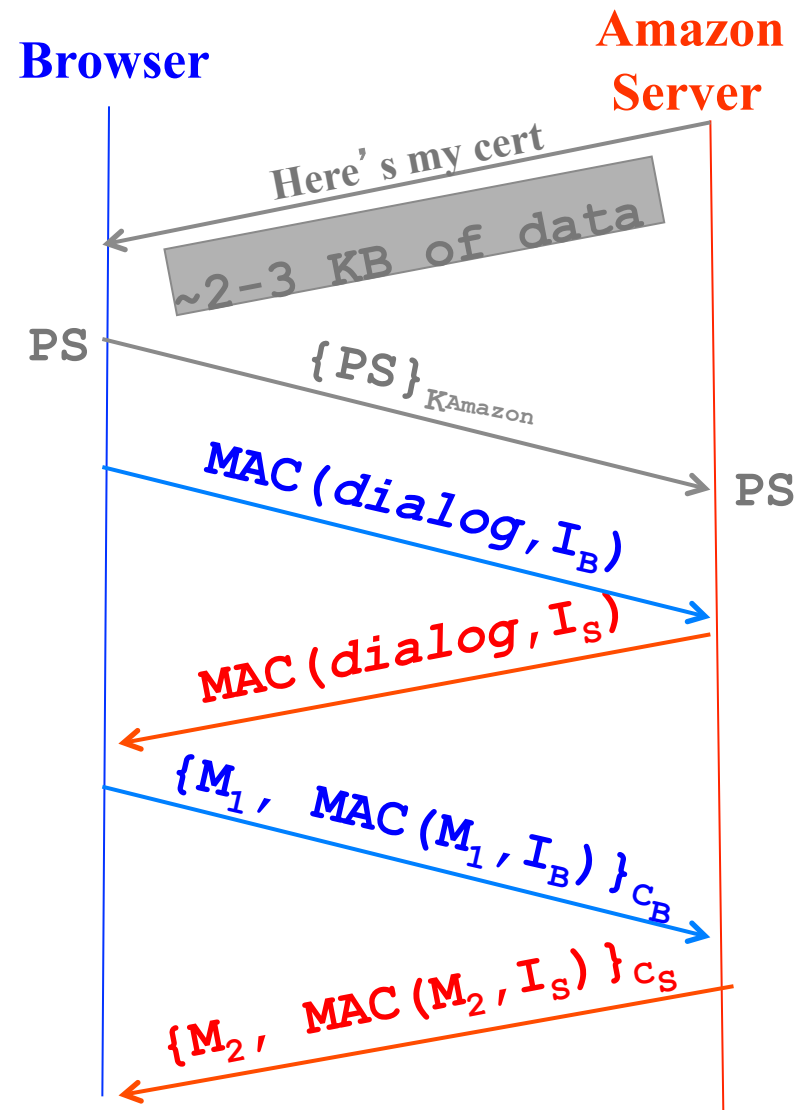 Browser
Amazon
Server
Here's my cert
~2-3 KB of data
PS
{PS}KAmazon
MAC(dialog,IB)
PS
MAC(dialog,IS)
{M1, MAC(M1,IB)}CB
{M2, MAC(M2,IS)}CS